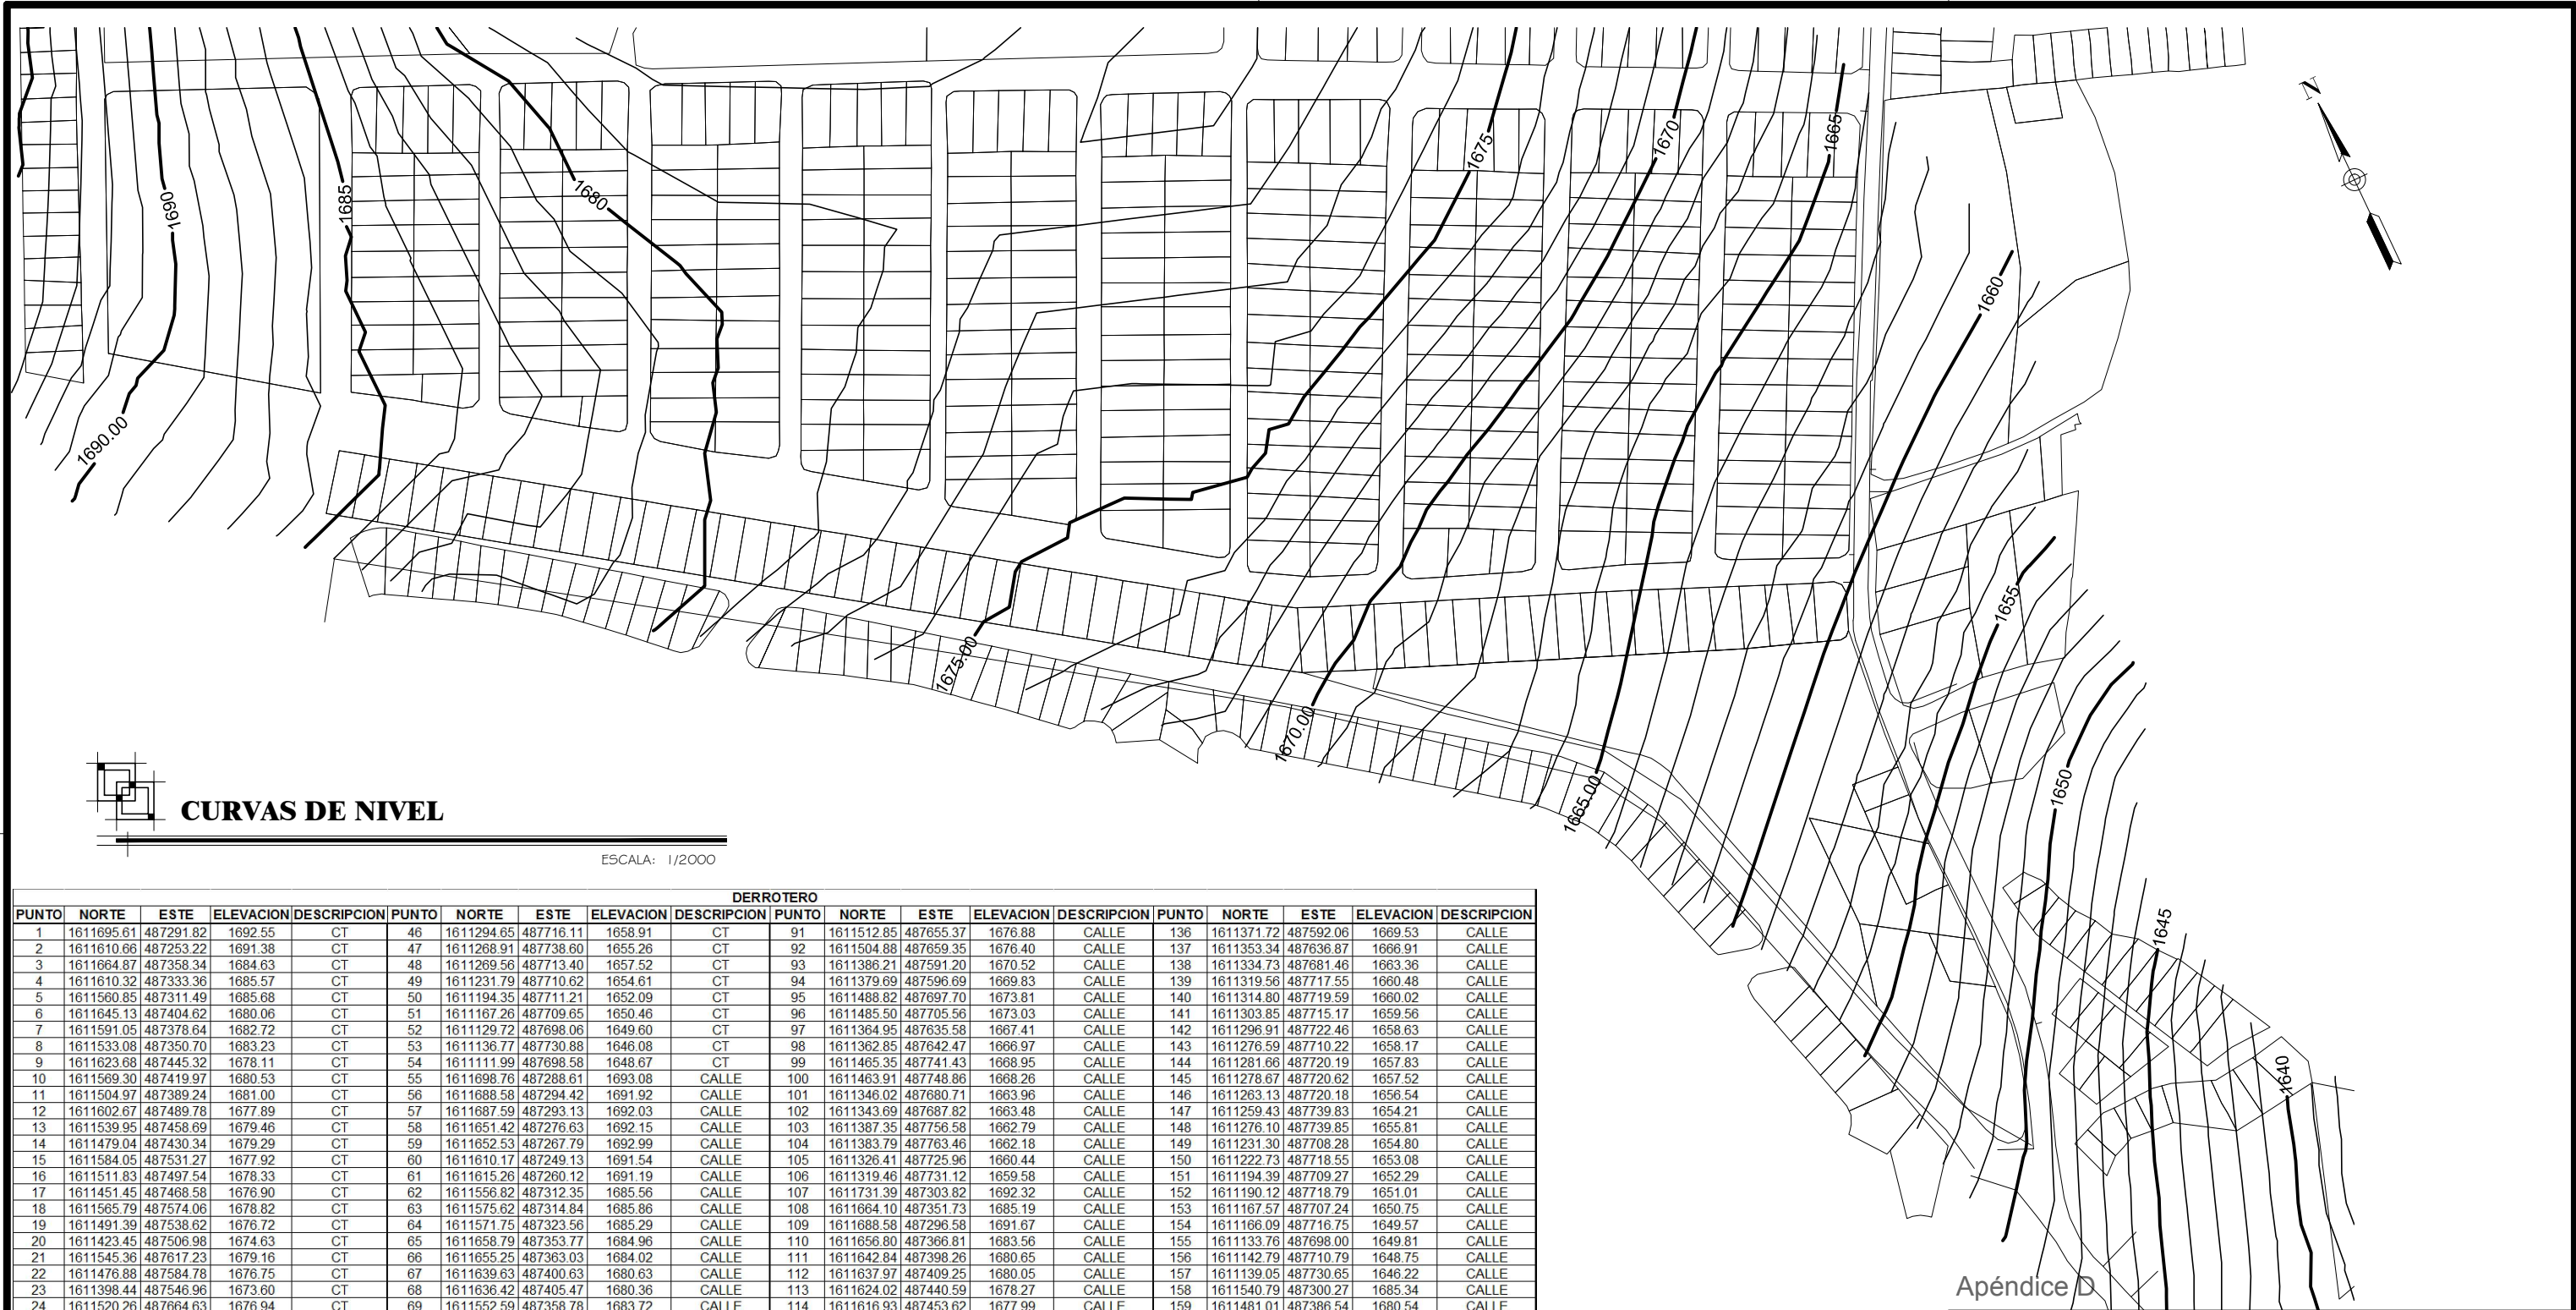 N
1690
1685
1680
1675
1670
1665
1660
1690.00
1655
1675.00
1670.00
1650
1665.00
1645
1640
CURVAS DE NIVEL
ESCALA: 1/2000
DERROTERO
PUNTO NORTE ESTE ELEVACION DESCRIPCION PUNTO NORTE ESTE ELEVACION DESCRIPCION PUNTO NORTE ESTE ELEVACION DESCRIPCION PUNTO NORTE ESTE ELEVACION DESCRIPCION
1 1611695.61 487291.82 1692.55 CT 46 1611294.65 487716.11 1658.91 CT 91 1611512.85 487655.37 1676.88 CALLE 136 1611371.72 487592.06 1669.53 CALLE
2 1611610.66 487253.22 1691.38 CT 47 1611268.91 487738.60 1655.26 CT 92 1611504.88 487659.35 1676.40 CALLE 137 1611353.34 487636.87 1666.91 CALLE
3 1611664.87 487358.34 1684.63 CT 48 1611269.56 487713.40 1657.52 CT 93 1611386.21 487591.20 1670.52 CALLE 138 1611334.73 487681.46 1663.36 CALLE
4 1611610.32 487333.36 1685.57 CT 49 1611231.79 487710.62 1654.61 CT 94 1611379.69 487596.69 1669.83 CALLE 139 1611319.56 487717.55 1660.48 CALLE
5 1611560.85 487311.49 1685.68 CT 50 1611194.35 487711.21 1652.09 CT 95 1611488.82 487697.70 1673.81 CALLE 140 1611314.80 487719.59 1660.02 CALLE
6 1611645.13 487404.62 1680.06 CT 51 1611167.26 487709.65 1650.46 CT 96 1611485.50 487705.56 1673.03 CALLE 141 1611303.85 487715.17 1659.56 CALLE
7 1611591.05 487378.64 1682.72 CT 52 1611129.72 487698.06 1649.60 CT 97 1611364.95 487635.58 1667.41 CALLE 142 1611296.91 487722.46 1658.63 CALLE
8 1611533.08 487350.70 1683.23 CT 53 1611136.77 487730.88 1646.08 CT 98 1611362.85 487642.47 1666.97 CALLE 143 1611276.59 487710.22 1658.17 CALLE
9 1611623.68 487445.32 1678.11 CT 54 1611111.99 487698.58 1648.67 CT 99 1611465.35 487741.43 1668.95 CALLE 144 1611281.66 487720.19 1657.83 CALLE
10 1611569.30 487419.97 1680.53 CT 55 1611698.76 487288.61 1693.08 CALLE 100 1611463.91 487748.86 1668.26 CALLE 145 1611278.67 487720.62 1657.52 CALLE
11 1611504.97 487389.24 1681.00 CT 56 1611688.58 487294.42 1691.92 CALLE 101 1611346.02 487680.71 1663.96 CALLE 146 1611263.13 487720.18 1656.54 CALLE
12 1611602.67 487489.78 1677.89 CT 57 1611687.59 487293.13 1692.03 CALLE 102 1611343.69 487687.82 1663.48 CALLE 147 1611259.43 487739.83 1654.21 CALLE
13 1611539.95 487458.69 1679.46 CT 58 1611651.42 487276.63 1692.15 CALLE 103 1611387.35 487756.58 1662.79 CALLE 148 1611276.10 487739.85 1655.81 CALLE
14 1611479.04 487430.34 1679.29 CT 59 1611652.53 487267.79 1692.99 CALLE 104 1611383.79 487763.46 1662.18 CALLE 149 1611231.30 487708.28 1654.80 CALLE
15 1611584.05 487531.27 1677.92 CT 60 1611610.17 487249.13 1691.54 CALLE 105 1611326.41 487725.96 1660.44 CALLE 150 1611222.73 487718.55 1653.08 CALLE
16 1611511.83 487497.54 1678.33 CT 61 1611615.26 487260.12 1691.19 CALLE 106 1611319.46 487731.12 1659.58 CALLE 151 1611194.39 487709.27 1652.29 CALLE
17 1611451.45 487468.58 1676.90 CT 62 1611556.82 487312.35 1685.56 CALLE 107 1611731.39 487303.82 1692.32 CALLE 152 1611190.12 487718.79 1651.01 CALLE
18 1611565.79 487574.06 1678.82 CT 63 1611575.62 487314.84 1685.86 CALLE 108 1611664.10 487351.73 1685.19 CALLE 153 1611167.57 487707.24 1650.75 CALLE
19 1611491.39 487538.62 1676.72 CT 64 1611571.75 487323.56 1685.29 CALLE 109 1611688.58 487296.58 1691.67 CALLE 154 1611166.09 487716.75 1649.57 CALLE
20 1611423.45 487506.98 1674.63 CT 65 1611658.79 487353.77 1684.96 CALLE 110 1611656.80 487366.81 1683.56 CALLE 155 1611133.76 487698.00 1649.81 CALLE
21 1611545.36 487617.23 1679.16 CT 66 1611655.25 487363.03 1684.02 CALLE 111 1611642.84 487398.26 1680.65 CALLE 156 1611142.79 487710.79 1648.75 CALLE
22 1611476.88 487584.78 1676.75 CT 67 1611639.63 487400.63 1680.63 CALLE 112 1611637.97 487409.25 1680.05 CALLE 157 1611139.05 487730.65 1646.22 CALLE
23 1611398.44 487546.96 1673.60 CT 68 1611636.42 487405.47 1680.36 CALLE 113 1611624.02 487440.59 1678.27 CALLE 158 1611540.79 487300.27 1685.34 CALLE
24 1611520.26 487664.63 1676.94 CT 69 1611552.59 487358.78 1683.72 CALLE 114 1611616.93 487453.62 1677.99 CALLE 159 1611481.01 487386.54 1680.54 CALLE
Apéndice D